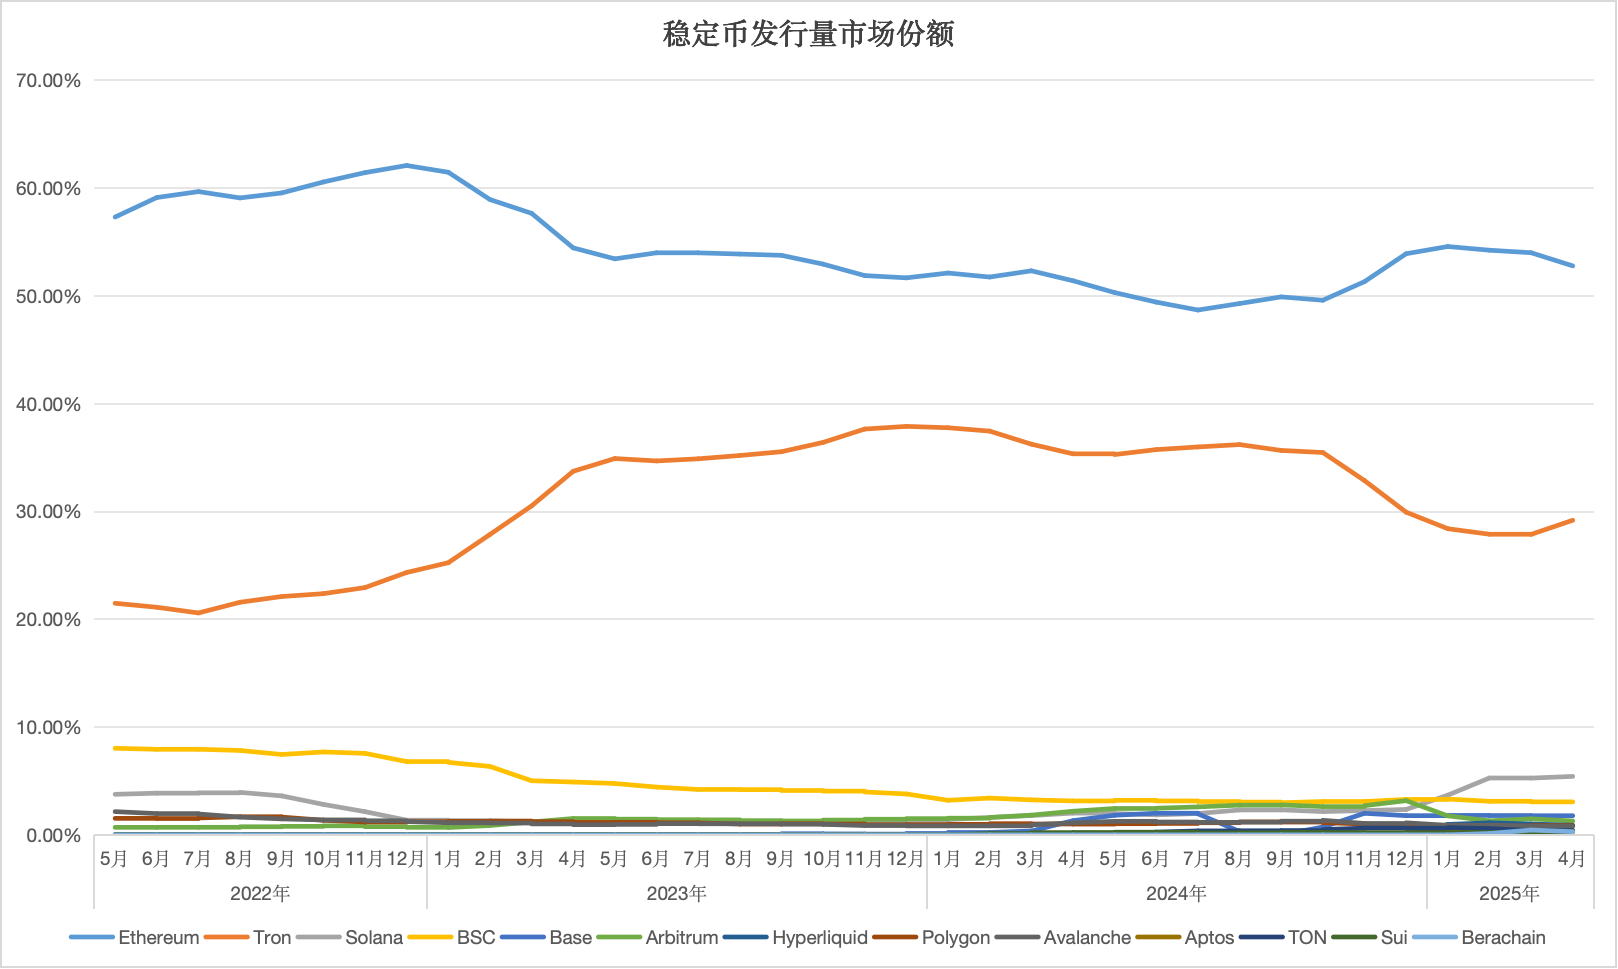 稳定币发行量市场份额
70.00%
60.00%
50.00%
40.00%
30.00%
20.00%
10.00%
0.00%
5月 6月 7月 8月 9月 10月 11月 12月 1月 2月 3月 4月 5月 6月 7月 8月 9月 10月 11月 12月 1月 2月 3月 4月 5月 6月 7月 8月 9月 10月 11月 12月 1月 2月 3月 4月
2022年 2023年 2024年 2025年
Ethereum Tron Solana BSC Base Arbitrum Hyperliquid Polygon Avalanche Aptos TON Sui Berachain